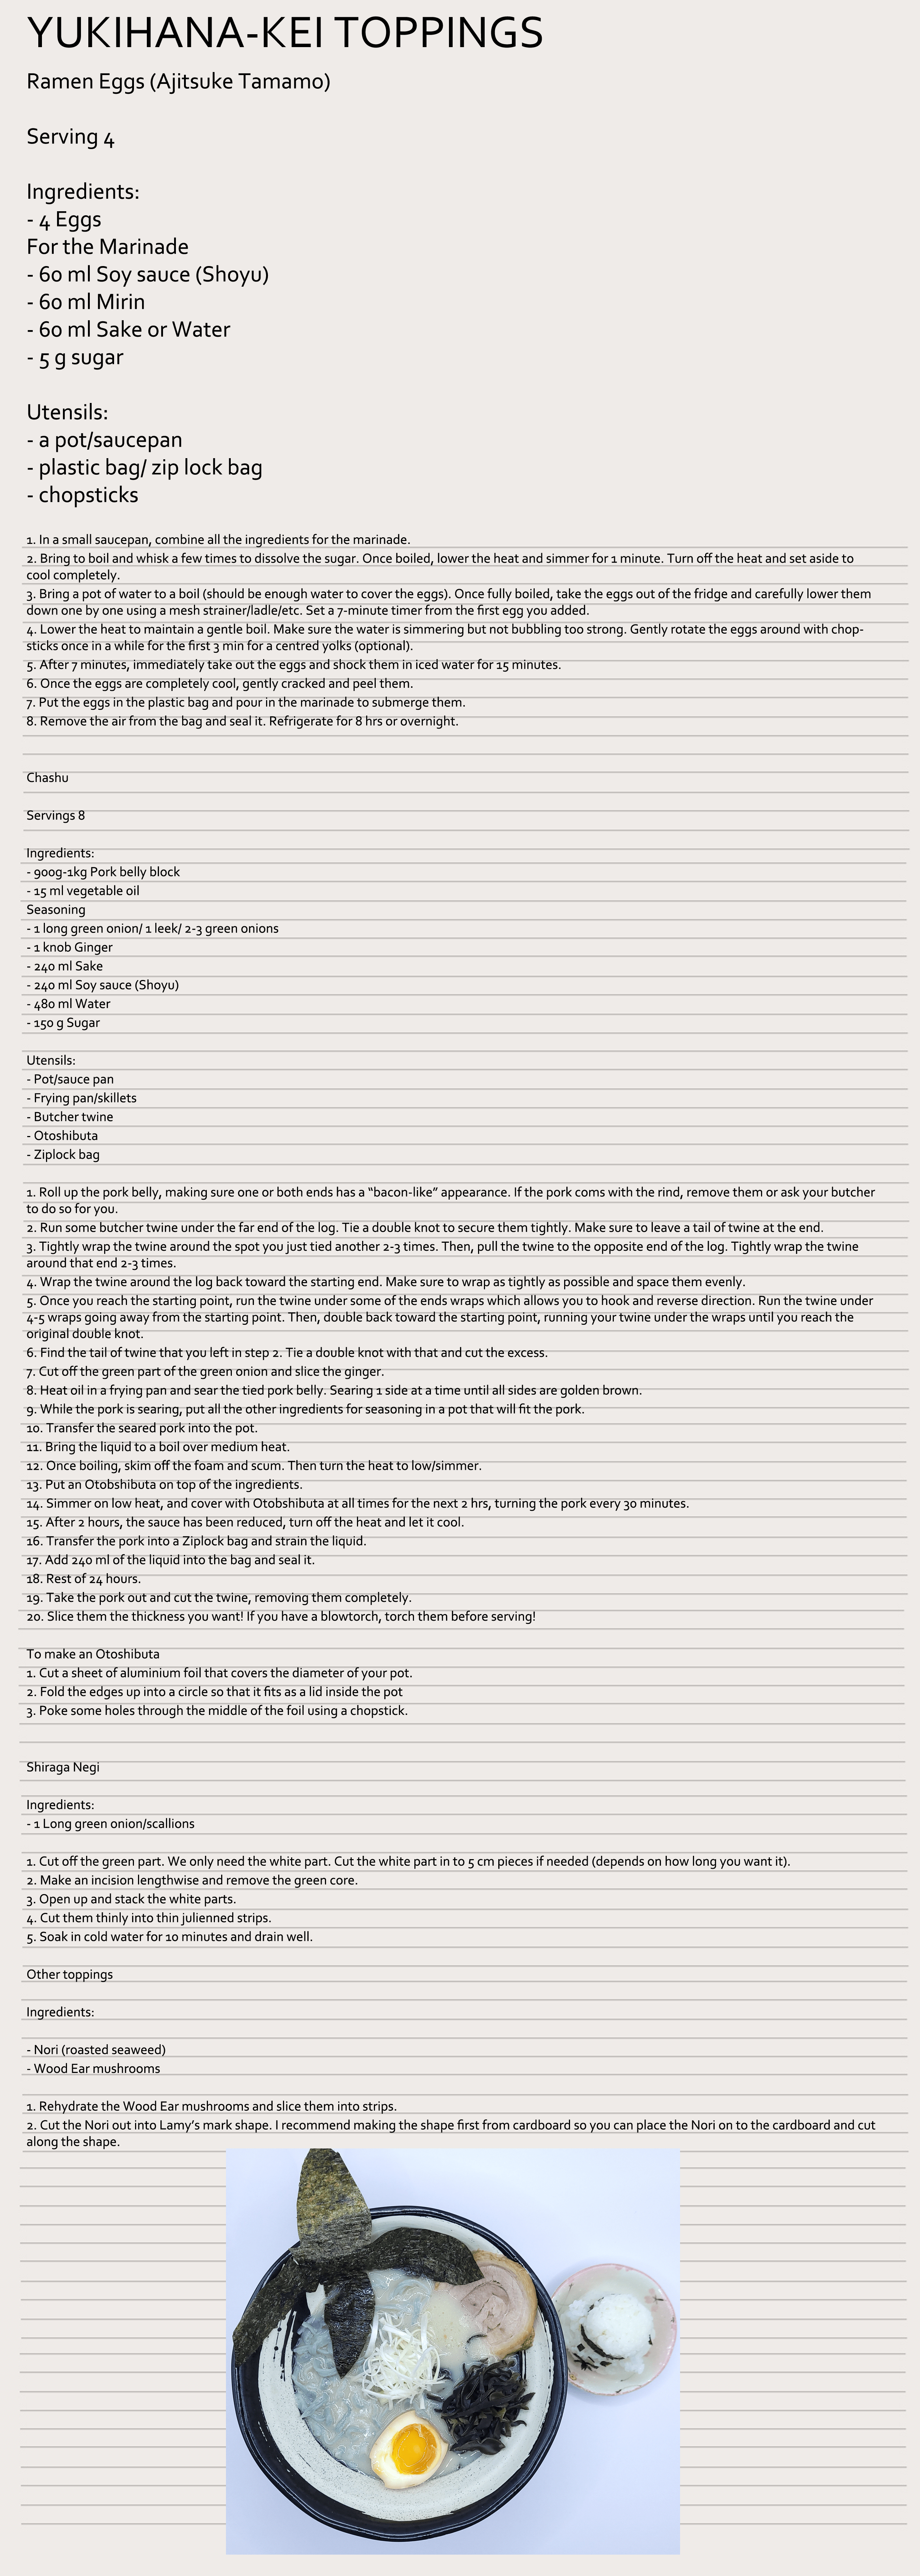 YUKIHANA-KEI TOPPINGS
Ramen Eggs (Ajitsuke Tamamo)
Serving 4
Ingredients:
- 4 Eggs
For the Marinade
- 60 ml Soy sauce (Shoyu)
- 60 ml Mirin
- 60 ml Sake or Water
- 5 g sugar
Utensils:
- a pot/saucepan
- plastic bag/ zip lock bag
- chopsticks
1. In a small saucepan, combine all the ingredients for the marinade.
2. Bring to boil and whisk a few times to dissolve the sugar. Once boiled, lower the heat and simmer for 1 minute. Turn off the heat and set aside to
cool completely.
3. Bring a pot of water to a boil (should be enough water to cover the eggs). Once fully boiled, take the eggs out of the fridge and carefully lower them
down one by one using a mesh strainer/ladle/etc. Set a 7-minute timer from the first egg you added.
4. Lower the heat to maintain a gentle boil. Make sure the water is simmering but not bubbling too strong. Gently rotate the eggs around with chop-
sticks once in a while for the first 3 min for a centred yolks (optional).
5. After 7 minutes, immediately take out the eggs and shock them in iced water for 15 minutes.
6. Once the eggs are completely cool, gently cracked and peel them.
7. Put the eggs in the plastic bag and pour in the marinade to submerge them.
8. Remove the air from the bag and seal it. Refrigerate for 8 hrs or overnight.
Chashu
Servings 8
Ingredients:
- 900g-1kg Pork belly block
- 15 ml vegetable oil
Seasoning
- 1 long green onion/ 1 leek/ 2-3 green onions
- 1 knob Ginger
- 240 ml Sake
- 240 ml Soy sauce (Shoyu)
- 480 ml Water
- 150 g Sugar
Utensils:
- Pot/sauce pan
- Frying pan/skillets
- Butcher twine
- Otoshibuta
- Ziplock bag
1. Roll up the pork belly, making sure one or both ends has a “bacon-like” appearance. If the pork coms with the rind, remove them or ask your butcher
to do so for you.
2. Run some butcher twine under the far end of the log. Tie a double knot to secure them tightly. Make sure to leave a tail of twine at the end.
3. Tightly wrap the twine around the spot you just tied another 2-3 times. Then, pull the twine to the opposite end of the log. Tightly wrap the twine
around that end 2-3 times.
4. Wrap the twine around the log back toward the starting end. Make sure to wrap as tightly as possible and space them evenly.
5. Once you reach the starting point, run the twine under some of the ends wraps which allows you to hook and reverse direction. Run the twine under
4-5 wraps going away from the starting point. Then, double back toward the starting point, running your twine under the wraps until you reach the
original double knot.
6. Find the tail of twine that you left in step 2. Tie a double knot with that and cut the excess.
7. Cut off the green part of the green onion and slice the ginger.
8. Heat oil in a frying pan and sear the tied pork belly. Searing 1 side at a time until all sides are golden brown.
9. While the pork is searing, put all the other ingredients for seasoning in a pot that will fit the pork.
10. Transfer the seared pork into the pot.
11. Bring the liquid to a boil over medium heat.
12. Once boiling, skim off the foam and scum. Then turn the heat to low/simmer.
13. Put an Otobshibuta on top of the ingredients.
14. Simmer on low heat, and cover with Otobshibuta at all times for the next 2 hrs, turning the pork every 30 minutes.
15. After 2 hours, the sauce has been reduced, turn off the heat and let it cool.
16. Transfer the pork into a Ziplock bag and strain the liquid.
17. Add 240 ml of the liquid into the bag and seal it.
18. Rest of 24 hours.
19. Take the pork out and cut the twine, removing them completely.
20. Slice them the thickness you want! If you have a blowtorch, torch them before serving!
To make an Otoshibuta
1. Cut a sheet of aluminium foil that covers the diameter of your pot.
2. Fold the edges up into a circle so that it fits as a lid inside the pot
3. Poke some holes through the middle of the foil using a chopstick.
Shiraga Negi
Ingredients:
- 1 Long green onion/scallions
1. Cut off the green part. We only need the white part. Cut the white part in to 5 cm pieces if needed (depends on how long you want it).
2. Make an incision lengthwise and remove the green core.
3. Open up and stack the white parts.
4. Cut them thinly into thin julienned strips.
5. Soak in cold water for 10 minutes and drain well.
Other toppings
Ingredients:
- Nori (roasted seaweed)
- Wood Ear mushrooms
1. Rehydrate the Wood Ear mushrooms and slice them into strips.
2. Cut the Nori out into Lamy’s mark shape. I recommend making the shape first from cardboard so you can place the Nori on to the cardboard and cut
along the shape.